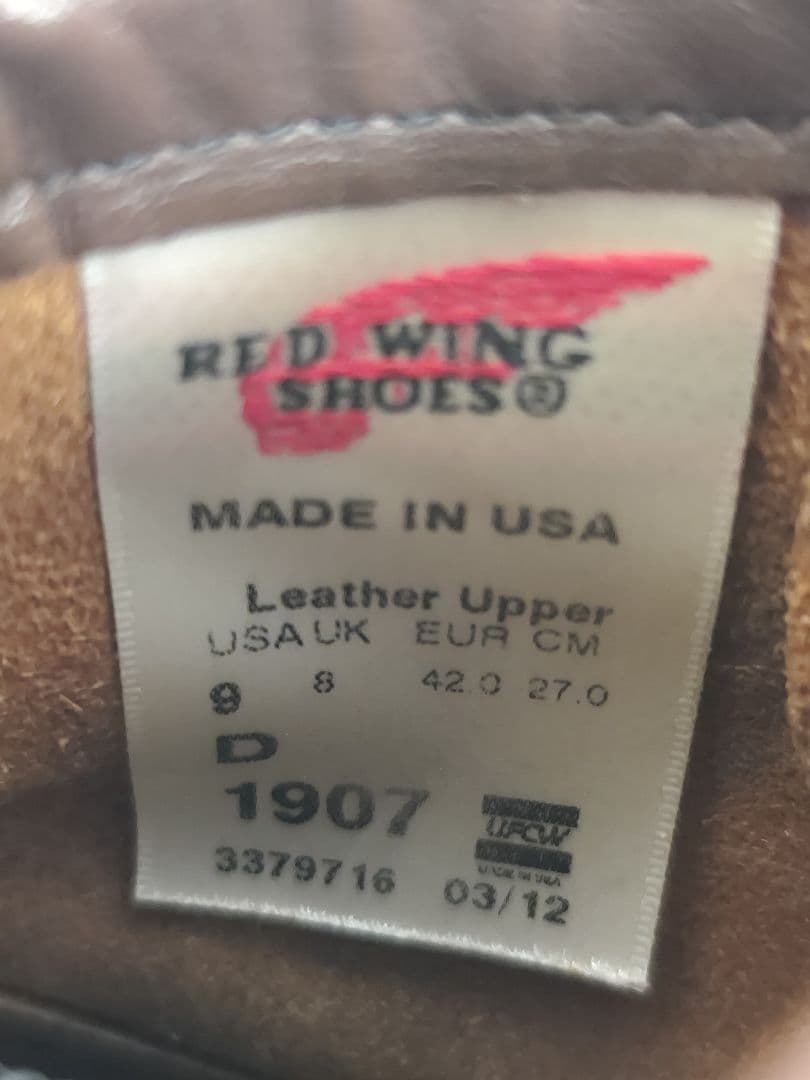 RED WING
SHOES®
MADE IN USA
Leather Upper
USA UK EUR CM
9 8 42.0 27.0
D
1907
UFCW
3379716 03/12